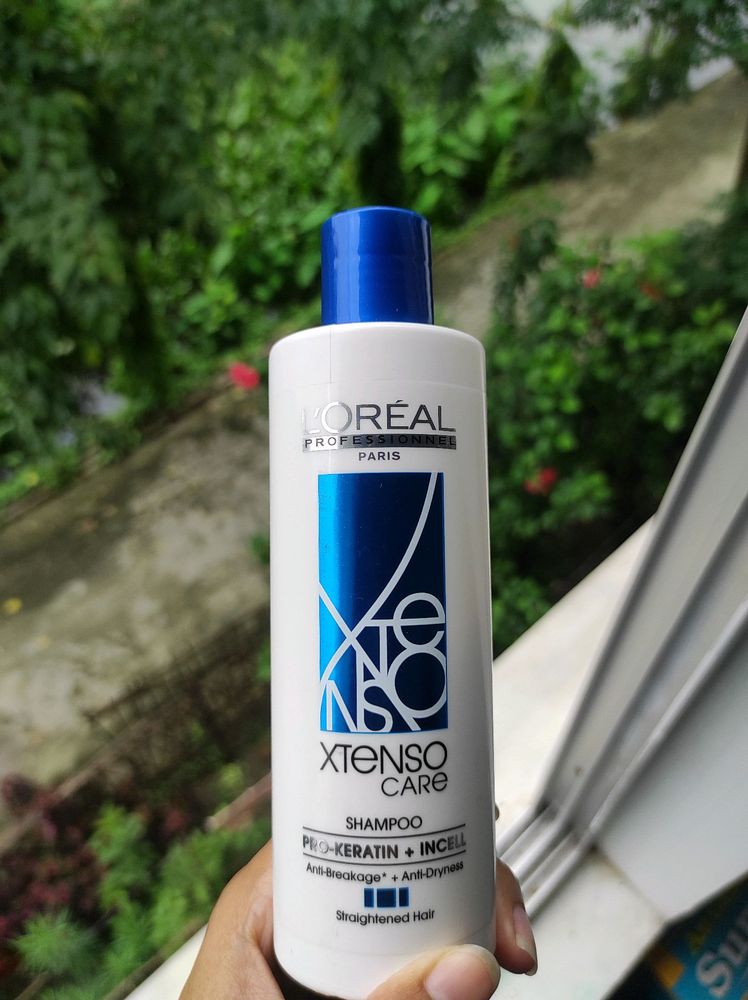 L'ORÉAL
PROFESSIONNEL
PARIS
XTeNSO
XTeNSO
CARe
SHAMPOO
PRO-KERATIN + INCELL
Anti-Breakage* + Anti-Dryness
Straightened Hair